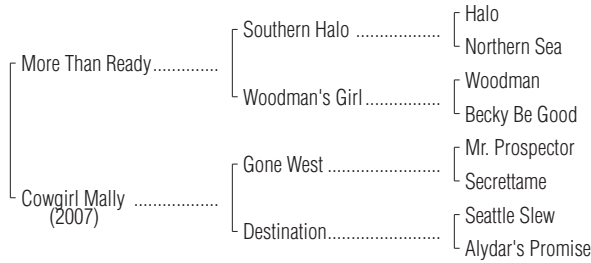 Halo
Southern Halo ..................
Northern Sea
More Than Ready..............
Woodman
Woodman's Girl................
Becky Be Good
Mr. Prospector
Gone West ........................
Secrettame
Cowgirl Mally ..................
(2007)
Seattle Slew
Destination........................
Alydar's Promise